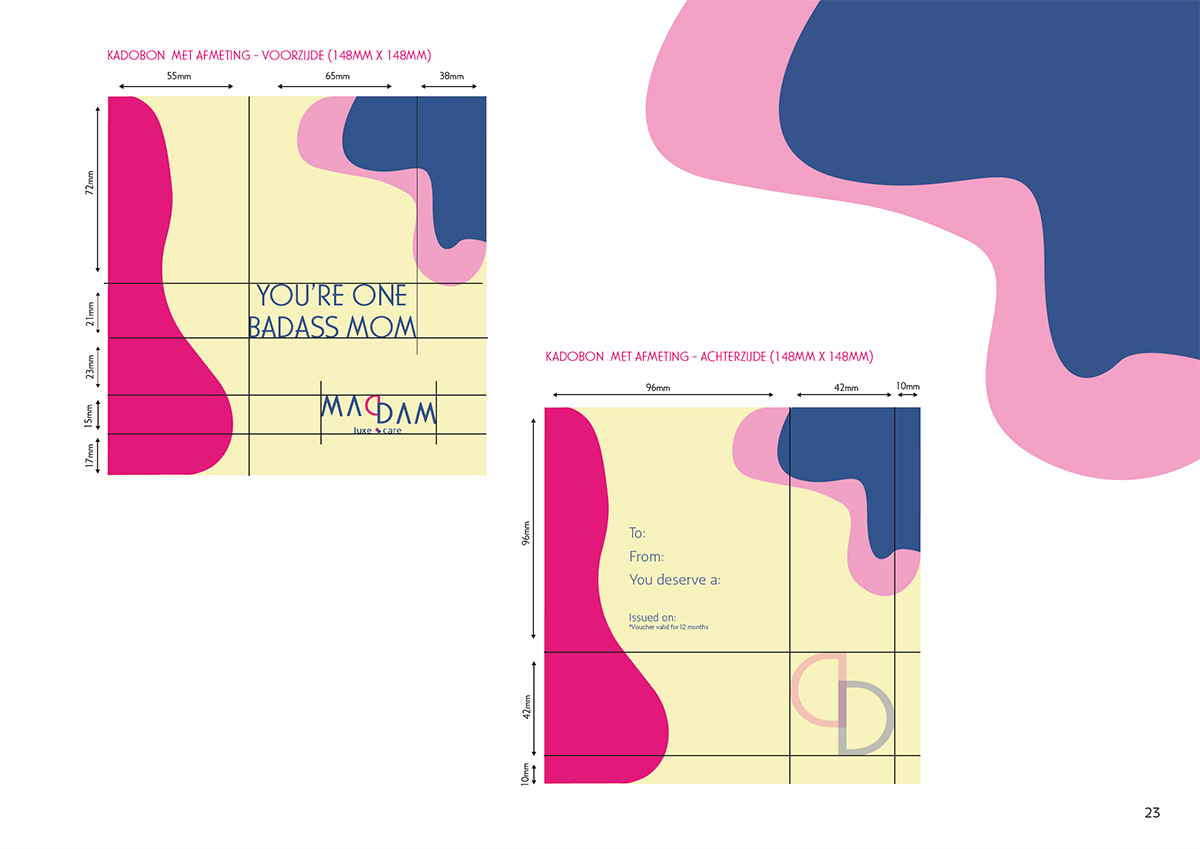 KADOBON MET AFMETING - VOORZIJDE (148MM X 148MM)
55mm
65mm
38mm
72mm
21mm
23mm
15mm
17mm
YOU'RE ONE
BADASS MOM
MADDAM
luxe care
KADOBON MET AFMETING - ACHTERZIJDE (148MM X 148MM)
96mm
42mm
10mm
96mm
42mm
10mm
To:
From:
You deserve a:
Issued on:
*Voucher valid for 12 months
23